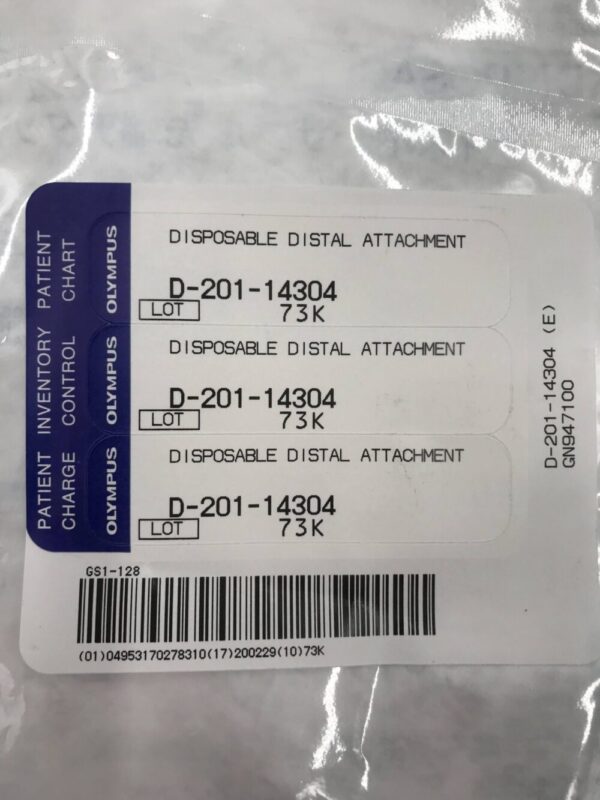 PATIENT CHART
OLYMPUS
DISPOSABLE DISTAL ATTACHMENT
D-201-14304
LOT 73K
INVENTORY CONTROL
OLYMPUS
DISPOSABLE DISTAL ATTACHMENT
D-201-14304
LOT 73K
PATIENT CHARGE
OLYMPUS
DISPOSABLE DISTAL ATTACHMENT
D-201-14304
LOT 73K
D-201-14304 (E)
GN947100
GS1-128
(01)04953170278310(17)200229(10)73K